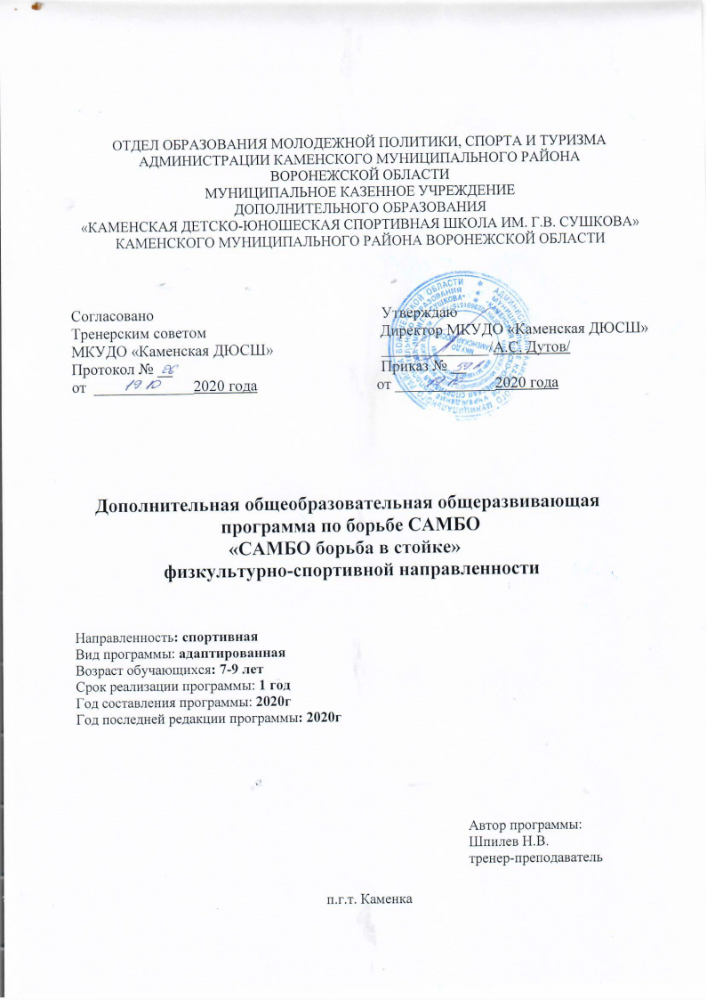 ОТДЕЛ ОБРАЗОВАНИЯ МОЛОДЕЖНОЙ ПОЛИТИКИ, СПОРТА И ТУРИЗМА
АДМИНИСТРАЦИИ КАМЕНСКОГО МУНИЦИПАЛЬНОГО РАЙОНА
ВОРОНЕЖСКОЙ ОБЛАСТИ
МУНИЦИПАЛЬНОЕ КАЗЕННОЕ УЧРЕЖДЕНИЕ
ДОПОЛНИТЕЛЬНОГО ОБРАЗОВАНИЯ
«КАМЕНСКАЯ ДЕТСКО-ЮНОШЕСКАЯ СПОРТИВНАЯ ШКОЛА ИМ. Г.В. СУШКОВА»
КАМЕНСКОГО МУНИЦИПАЛЬНОГО РАЙОНА ВОРОНЕЖСКОЙ ОБЛАСТИ
Согласовано
Тренерским советом
МКУДО «Каменская ДЮСШ»
Протокол №
от 19 10 2020 года
Утверждаю
Директор МКУДО «Каменская ДЮСШ»
/А.С. Дутов/
Приказ №
от 19 10 2020 года
Дополнительная общеобразовательная общеразвивающая
программа по борьбе САМБО
«САМБО борьба в стойке»
физкультурно-спортивной направленности
Направленность: спортивная
Вид программы: адаптированная
Возраст обучающихся: 7-9 лет
Срок реализации программы: 1 год
Год составления программы: 2020г
Год последней редакции программы: 2020г
Автор программы:
Шпилев Н.В.
тренер-преподаватель
п.г.т. Каменка